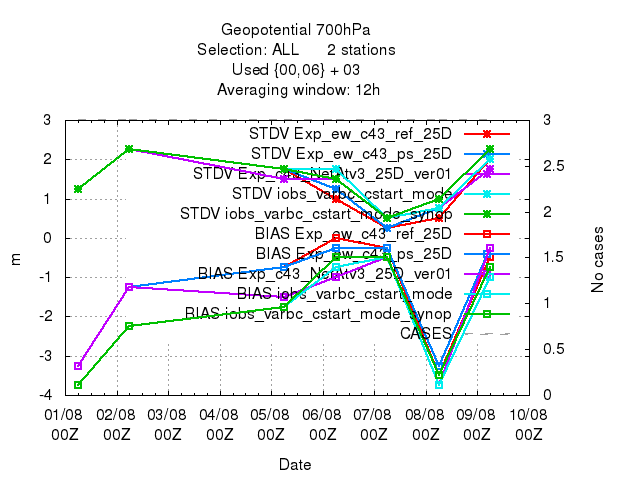 Geopotential 700hPa
Selection: ALL 2 stations
Used {00,06} + 03
Averaging window: 12h
3 3
STDV Exp_ew_c43_ref_25D
STDV Exp_ew_c43_ps_25D
2 2.5
STDV Exp_c43_NetAtv3_25D_ver01
STDV iobs_varbc_cstart_mode
1 2
STDV iobs_varbc_cstart_mode_synop
BIAS Exp_ew_c43_ref_25D
0 1.5
BIAS Exp_ew_c43_ps_25D
m
No cases
BIAS Exp_c43_NetAtv3_25D_ver01
-1 1
BIAS iobs_varbc_cstart_mode
BIAS iobs_varbc_cstart_mode_synop
-2 0.5
CASES
-3
-4 0
01/08 02/08 03/08 04/08 05/08 06/08 07/08 08/08 09/08 10/08
00Z 00Z 00Z 00Z 00Z 00Z 00Z 00Z 00Z 00Z
Date